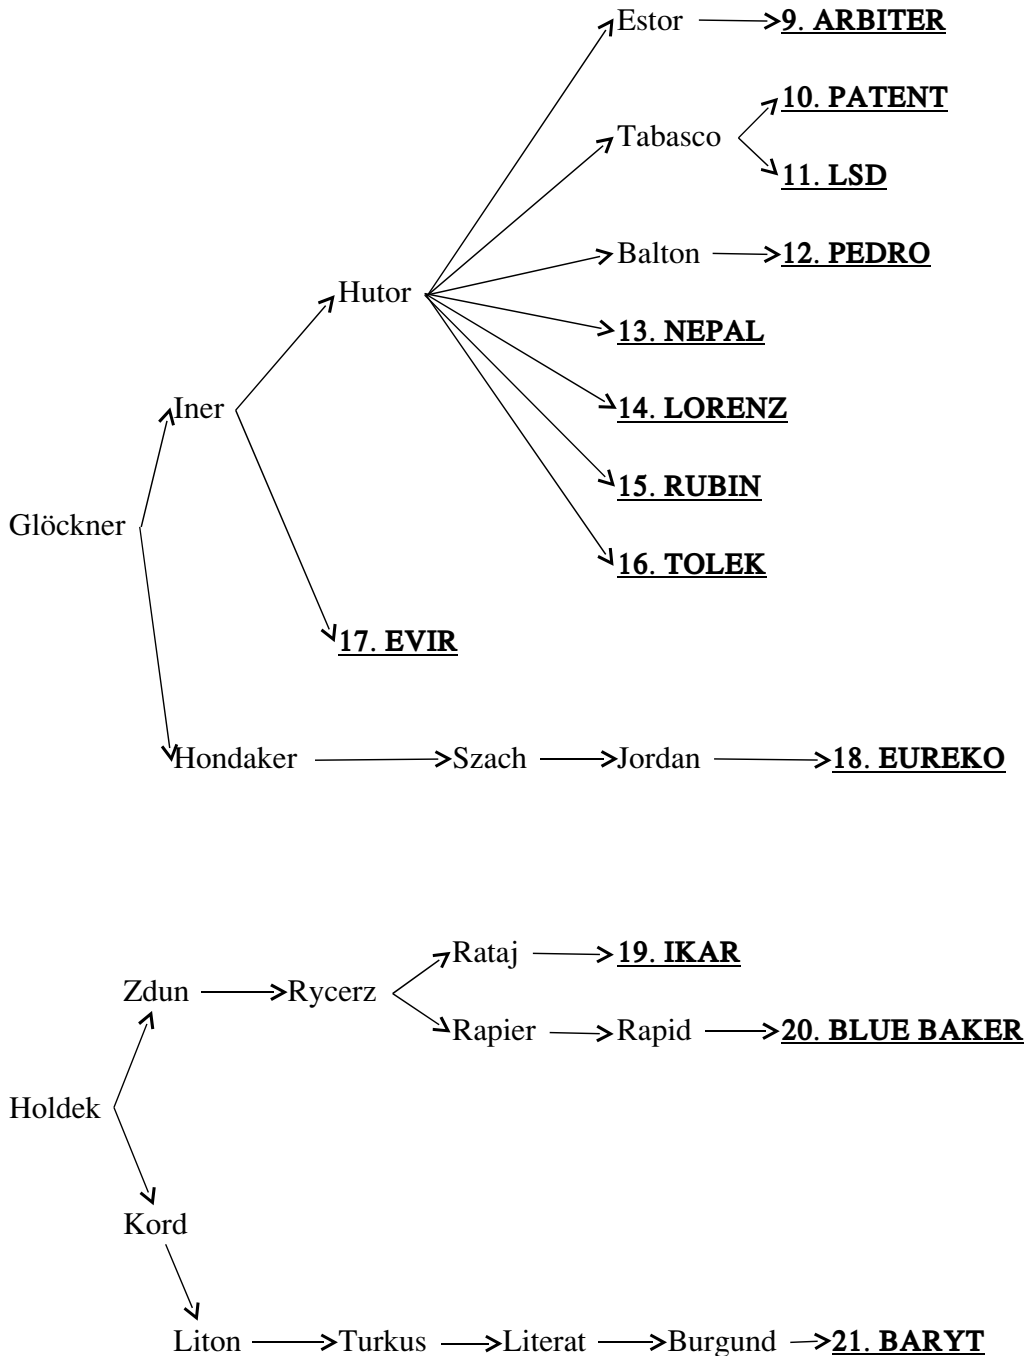 Estor 9. ARBITER
10. PATENT
Tabasco
11. LSD
Balton 12. PEDRO
Hutor
13. NEPAL
Iner 14. LORENZ
15. RUBIN
Glöckner
16. TOLEK
17. EVIR
Hondaker Szach Jordan 18. EUREKO
Rataj 19. IKAR
Zdun Rycerz
Rapier Rapid 20. BLUE BAKER
Holdek
Kord
Liton Turkus Literat Burgund 21. BARYT